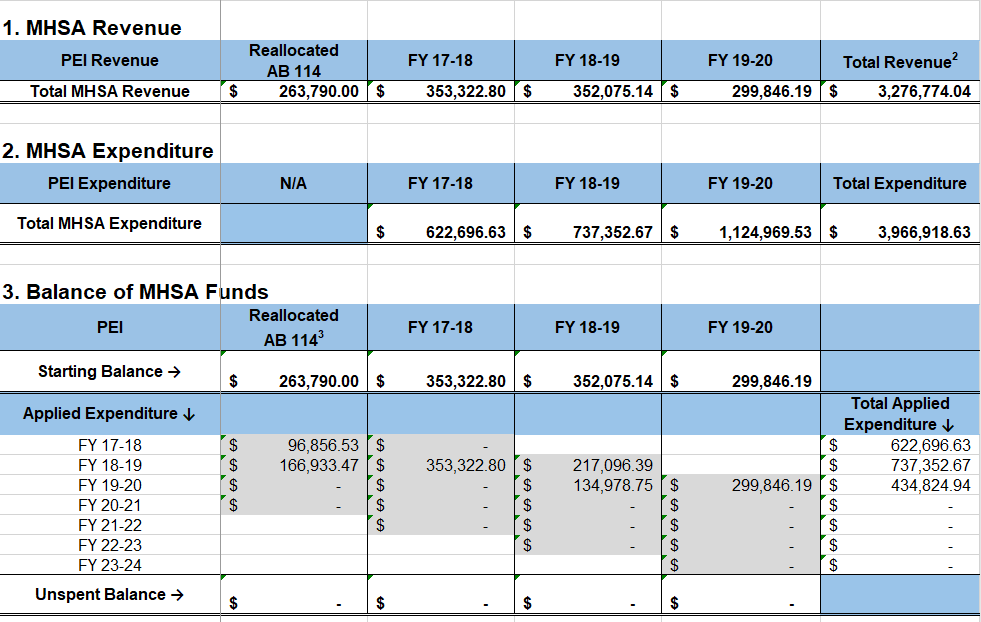 1. MHSA Revenue
PEI Revenue Reallocated AB 114 FY 17-18 FY 18-19 FY 19-20 Total Revenue2
Total MHSA Revenue $ 263,790.00 $ 353,322.80 $ 352,075.14 $ 299,846.19 $ 3,276,774.04
2. MHSA Expenditure
PEI Expenditure N/A FY 17-18 FY 18-19 FY 19-20 Total Expenditure
Total MHSA Expenditure $ 622,696.63 $ 737,352.67 $ 1,124,969.53 $ 3,966,918.63
3. Balance of MHSA Funds
PEI Reallocated AB 1143 FY 17-18 FY 18-19 FY 19-20
Starting Balance → $ 263,790.00 $ 353,322.80 $ 352,075.14 $ 299,846.19
Applied Expenditure ↓ Total Applied Expenditure ↓
FY 17-18 $ 96,856.53 $ - $ 622,696.63
FY 18-19 $ 166,933.47 $ 353,322.80 $ 217,096.39 $ 737,352.67
FY 19-20 $ - $ - $ 134,978.75 $ 299,846.19 $ 434,824.94
FY 20-21 $ - $ - $ - $ - $ -
FY 21-22 $ - $ - $ - $ -
FY 22-23 $ - $ - $ -
FY 23-24 $ - $ -
Unspent Balance → $ - $ - $ - $ -